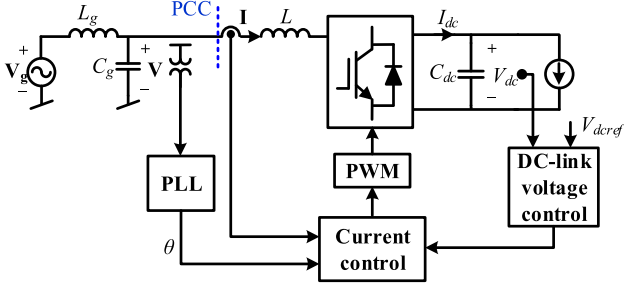 PCC
L_g
I
L
I_dc
+
V_g
−
C_g
+
V
−
C_dc
+
V_dc
−
V_dcref
PLL
PWM
DC-link
voltage
control
θ
Current
control